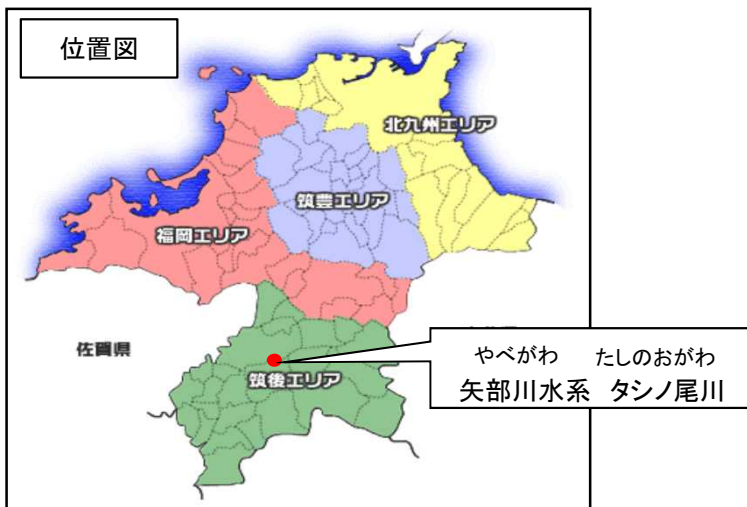 位置図
北九州エリア
筑豊エリア
福岡エリア
佐賀県
筑後エリア
やべがわ たしのおがわ
矢部川水系 タシノ尾川